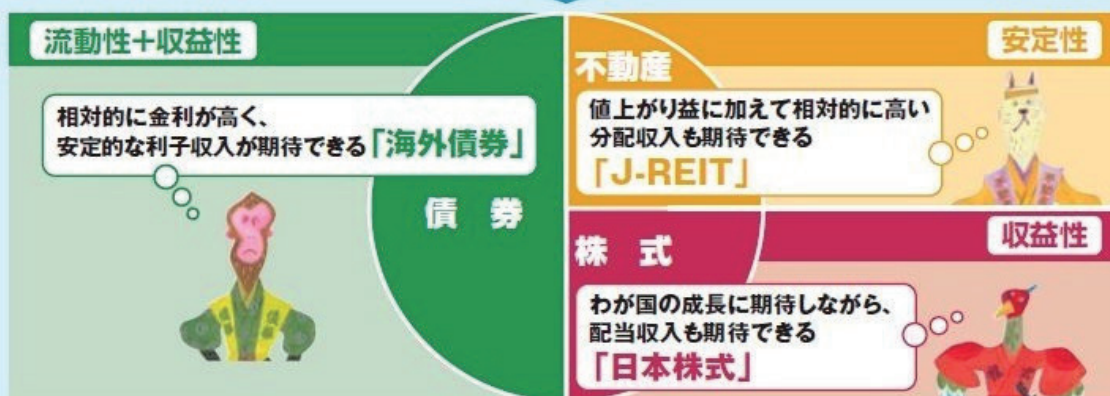 流動性＋収益性
相対的に金利が高く、
安定的な利子収入が期待できる「海外債券」
債 券
不動産
安定性
値上がり益に加えて相対的に高い
分配収入も期待できる
「J-REIT」
株 式
収益性
わが国の成長に期待しながら、
配当収入も期待できる
「日本株式」